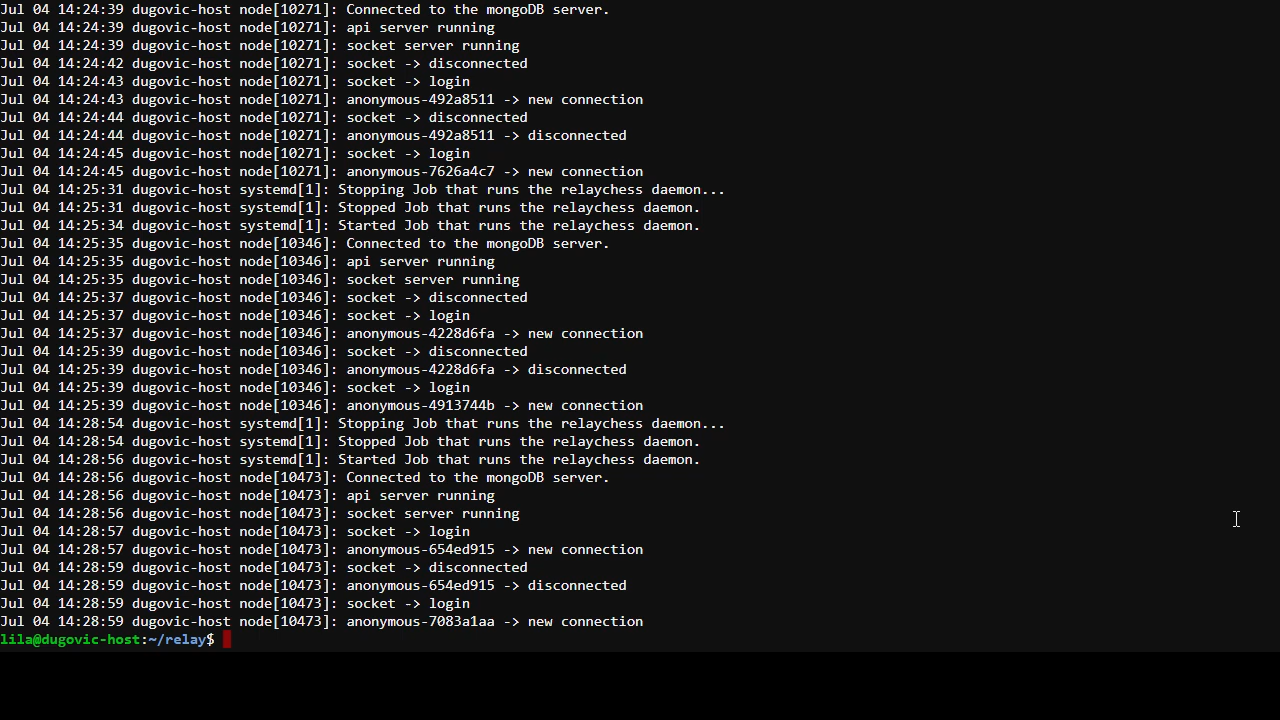 Jul 04 14:24:39 dugovic-host node[10271]: Connected to the mongoDB server.
Jul 04 14:24:39 dugovic-host node[10271]: api server running
Jul 04 14:24:39 dugovic-host node[10271]: socket server running
Jul 04 14:24:42 dugovic-host node[10271]: socket -> disconnected
Jul 04 14:24:43 dugovic-host node[10271]: socket -> login
Jul 04 14:24:43 dugovic-host node[10271]: anonymous-492a8511 -> new connection
Jul 04 14:24:44 dugovic-host node[10271]: socket -> disconnected
Jul 04 14:24:44 dugovic-host node[10271]: anonymous-492a8511 -> disconnected
Jul 04 14:24:45 dugovic-host node[10271]: socket -> login
Jul 04 14:24:45 dugovic-host node[10271]: anonymous-7626a4c7 -> new connection
Jul 04 14:25:31 dugovic-host systemd[1]: Stopping Job that runs the relaychess daemon...
Jul 04 14:25:31 dugovic-host systemd[1]: Stopped Job that runs the relaychess daemon.
Jul 04 14:25:34 dugovic-host systemd[1]: Started Job that runs the relaychess daemon.
Jul 04 14:25:35 dugovic-host node[10346]: Connected to the mongoDB server.
Jul 04 14:25:35 dugovic-host node[10346]: api server running
Jul 04 14:25:35 dugovic-host node[10346]: socket server running
Jul 04 14:25:37 dugovic-host node[10346]: socket -> disconnected
Jul 04 14:25:37 dugovic-host node[10346]: socket -> login
Jul 04 14:25:37 dugovic-host node[10346]: anonymous-4228d6fa -> new connection
Jul 04 14:25:39 dugovic-host node[10346]: socket -> disconnected
Jul 04 14:25:39 dugovic-host node[10346]: anonymous-4228d6fa -> disconnected
Jul 04 14:25:39 dugovic-host node[10346]: socket -> login
Jul 04 14:25:39 dugovic-host node[10346]: anonymous-4913744b -> new connection
Jul 04 14:28:54 dugovic-host systemd[1]: Stopping Job that runs the relaychess daemon...
Jul 04 14:28:54 dugovic-host systemd[1]: Stopped Job that runs the relaychess daemon.
Jul 04 14:28:56 dugovic-host systemd[1]: Started Job that runs the relaychess daemon.
Jul 04 14:28:56 dugovic-host node[10473]: Connected to the mongoDB server.
Jul 04 14:28:56 dugovic-host node[10473]: api server running
Jul 04 14:28:56 dugovic-host node[10473]: socket server running
Jul 04 14:28:57 dugovic-host node[10473]: socket -> login
Jul 04 14:28:57 dugovic-host node[10473]: anonymous-654ed915 -> new connection
Jul 04 14:28:59 dugovic-host node[10473]: socket -> disconnected
Jul 04 14:28:59 dugovic-host node[10473]: anonymous-654ed915 -> disconnected
Jul 04 14:28:59 dugovic-host node[10473]: socket -> login
Jul 04 14:28:59 dugovic-host node[10473]: anonymous-7083a1aa -> new connection
lila@dugovic-host:~/relay$